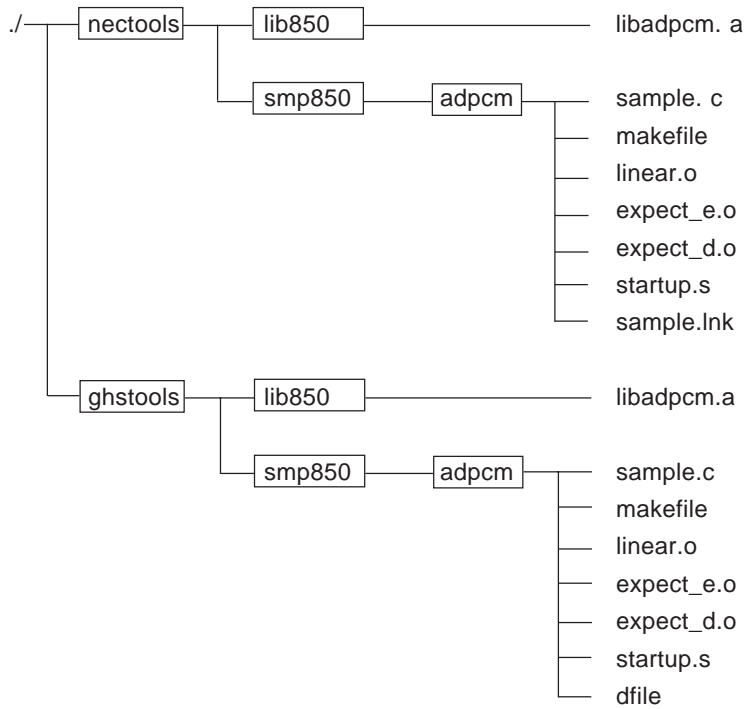 ./ nectools lib850 libadpcm. a
smp850 adpcm sample. c
makefile
linear.o
expect_e.o
expect_d.o
startup.s
sample.lnk
ghstools lib850 libadpcm.a
smp850 adpcm sample.c
makefile
linear.o
expect_e.o
expect_d.o
startup.s
dfile